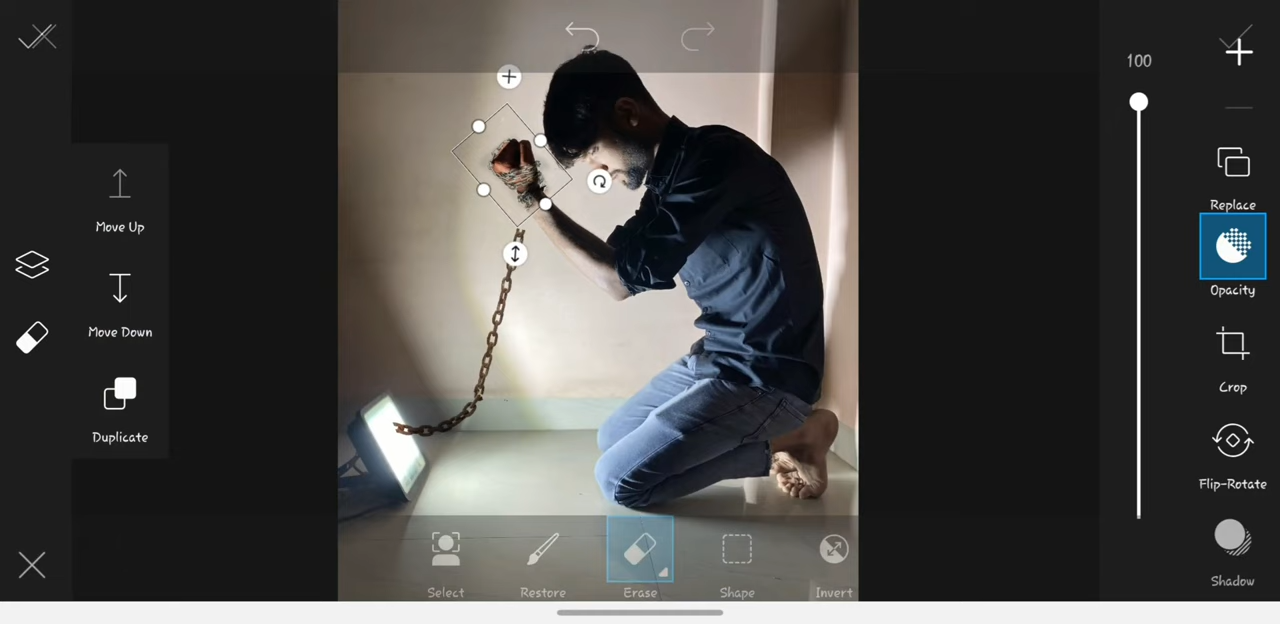 100
Move Up
Move Down
Duplicate
Replace
Opacity
Crop
Flip-Rotate
Shadow
Select
Restore
Erase
Shape
Invert